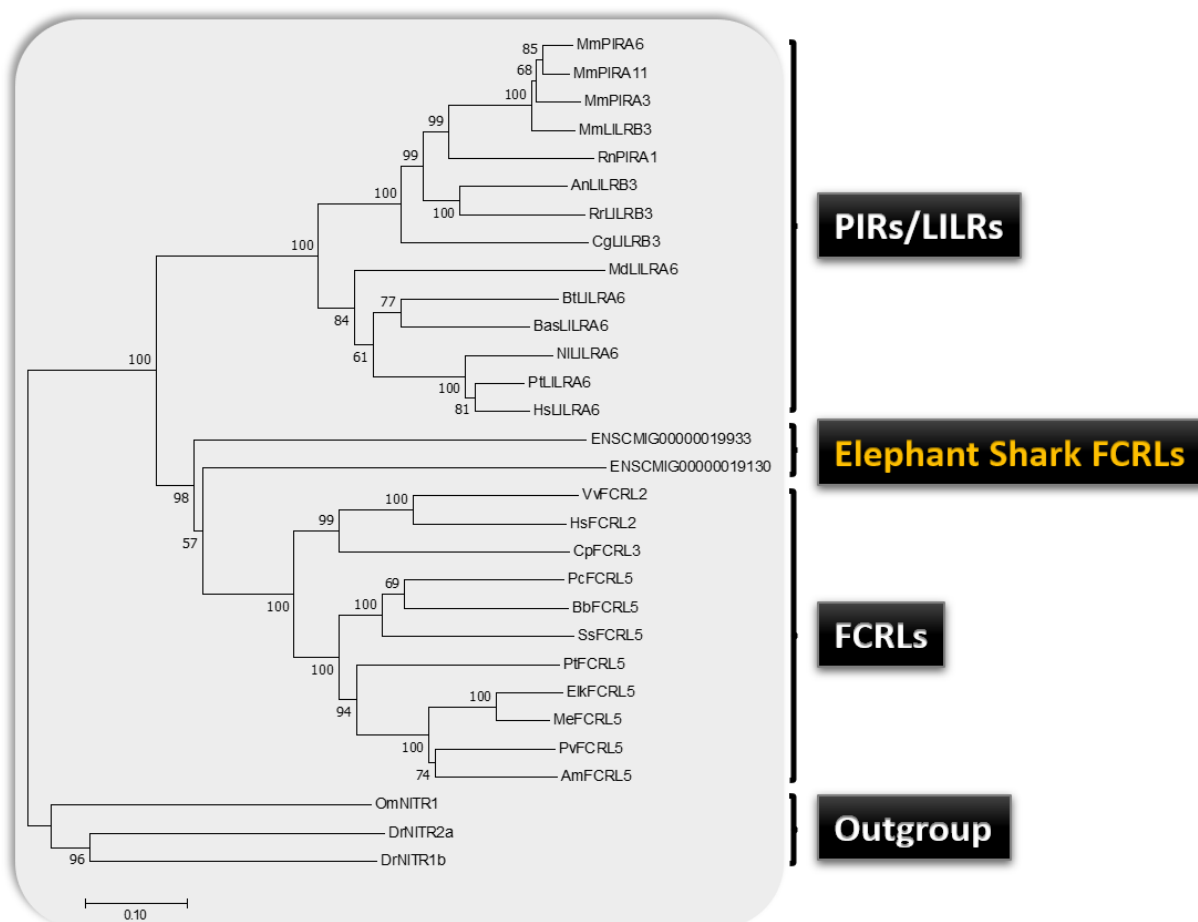 85
MmPIRA6
68
MmPIRA11
100
MmPIRA3
99
MmLILRB3
99
RnPIRA1
100
AnLILRB3
100
RrLILRB3
100
CgLILRB3
PIRs/LILRs
MdLILRA6
77
BtLILRA6
84
BasLILRA6
61
NlLILRA6
100
100
PtLILRA6
81
HsLILRA6
ENSCMIG00000019933
Elephant Shark FCRLs
ENSCMIG00000019130
98
100
VvFCRL2
99
HsFCRL2
57
CpFCRL3
69
PcFCRL5
100
100
BbFCRL5
SsFCRL5
FCRLs
100
PtFCRL5
100
ElkFCRL5
94
MeFCRL5
100
PvFCRL5
74
AmFCRL5
OmNITR1
DrNITR2a
Outgroup
96
DrNITR1b
0.10